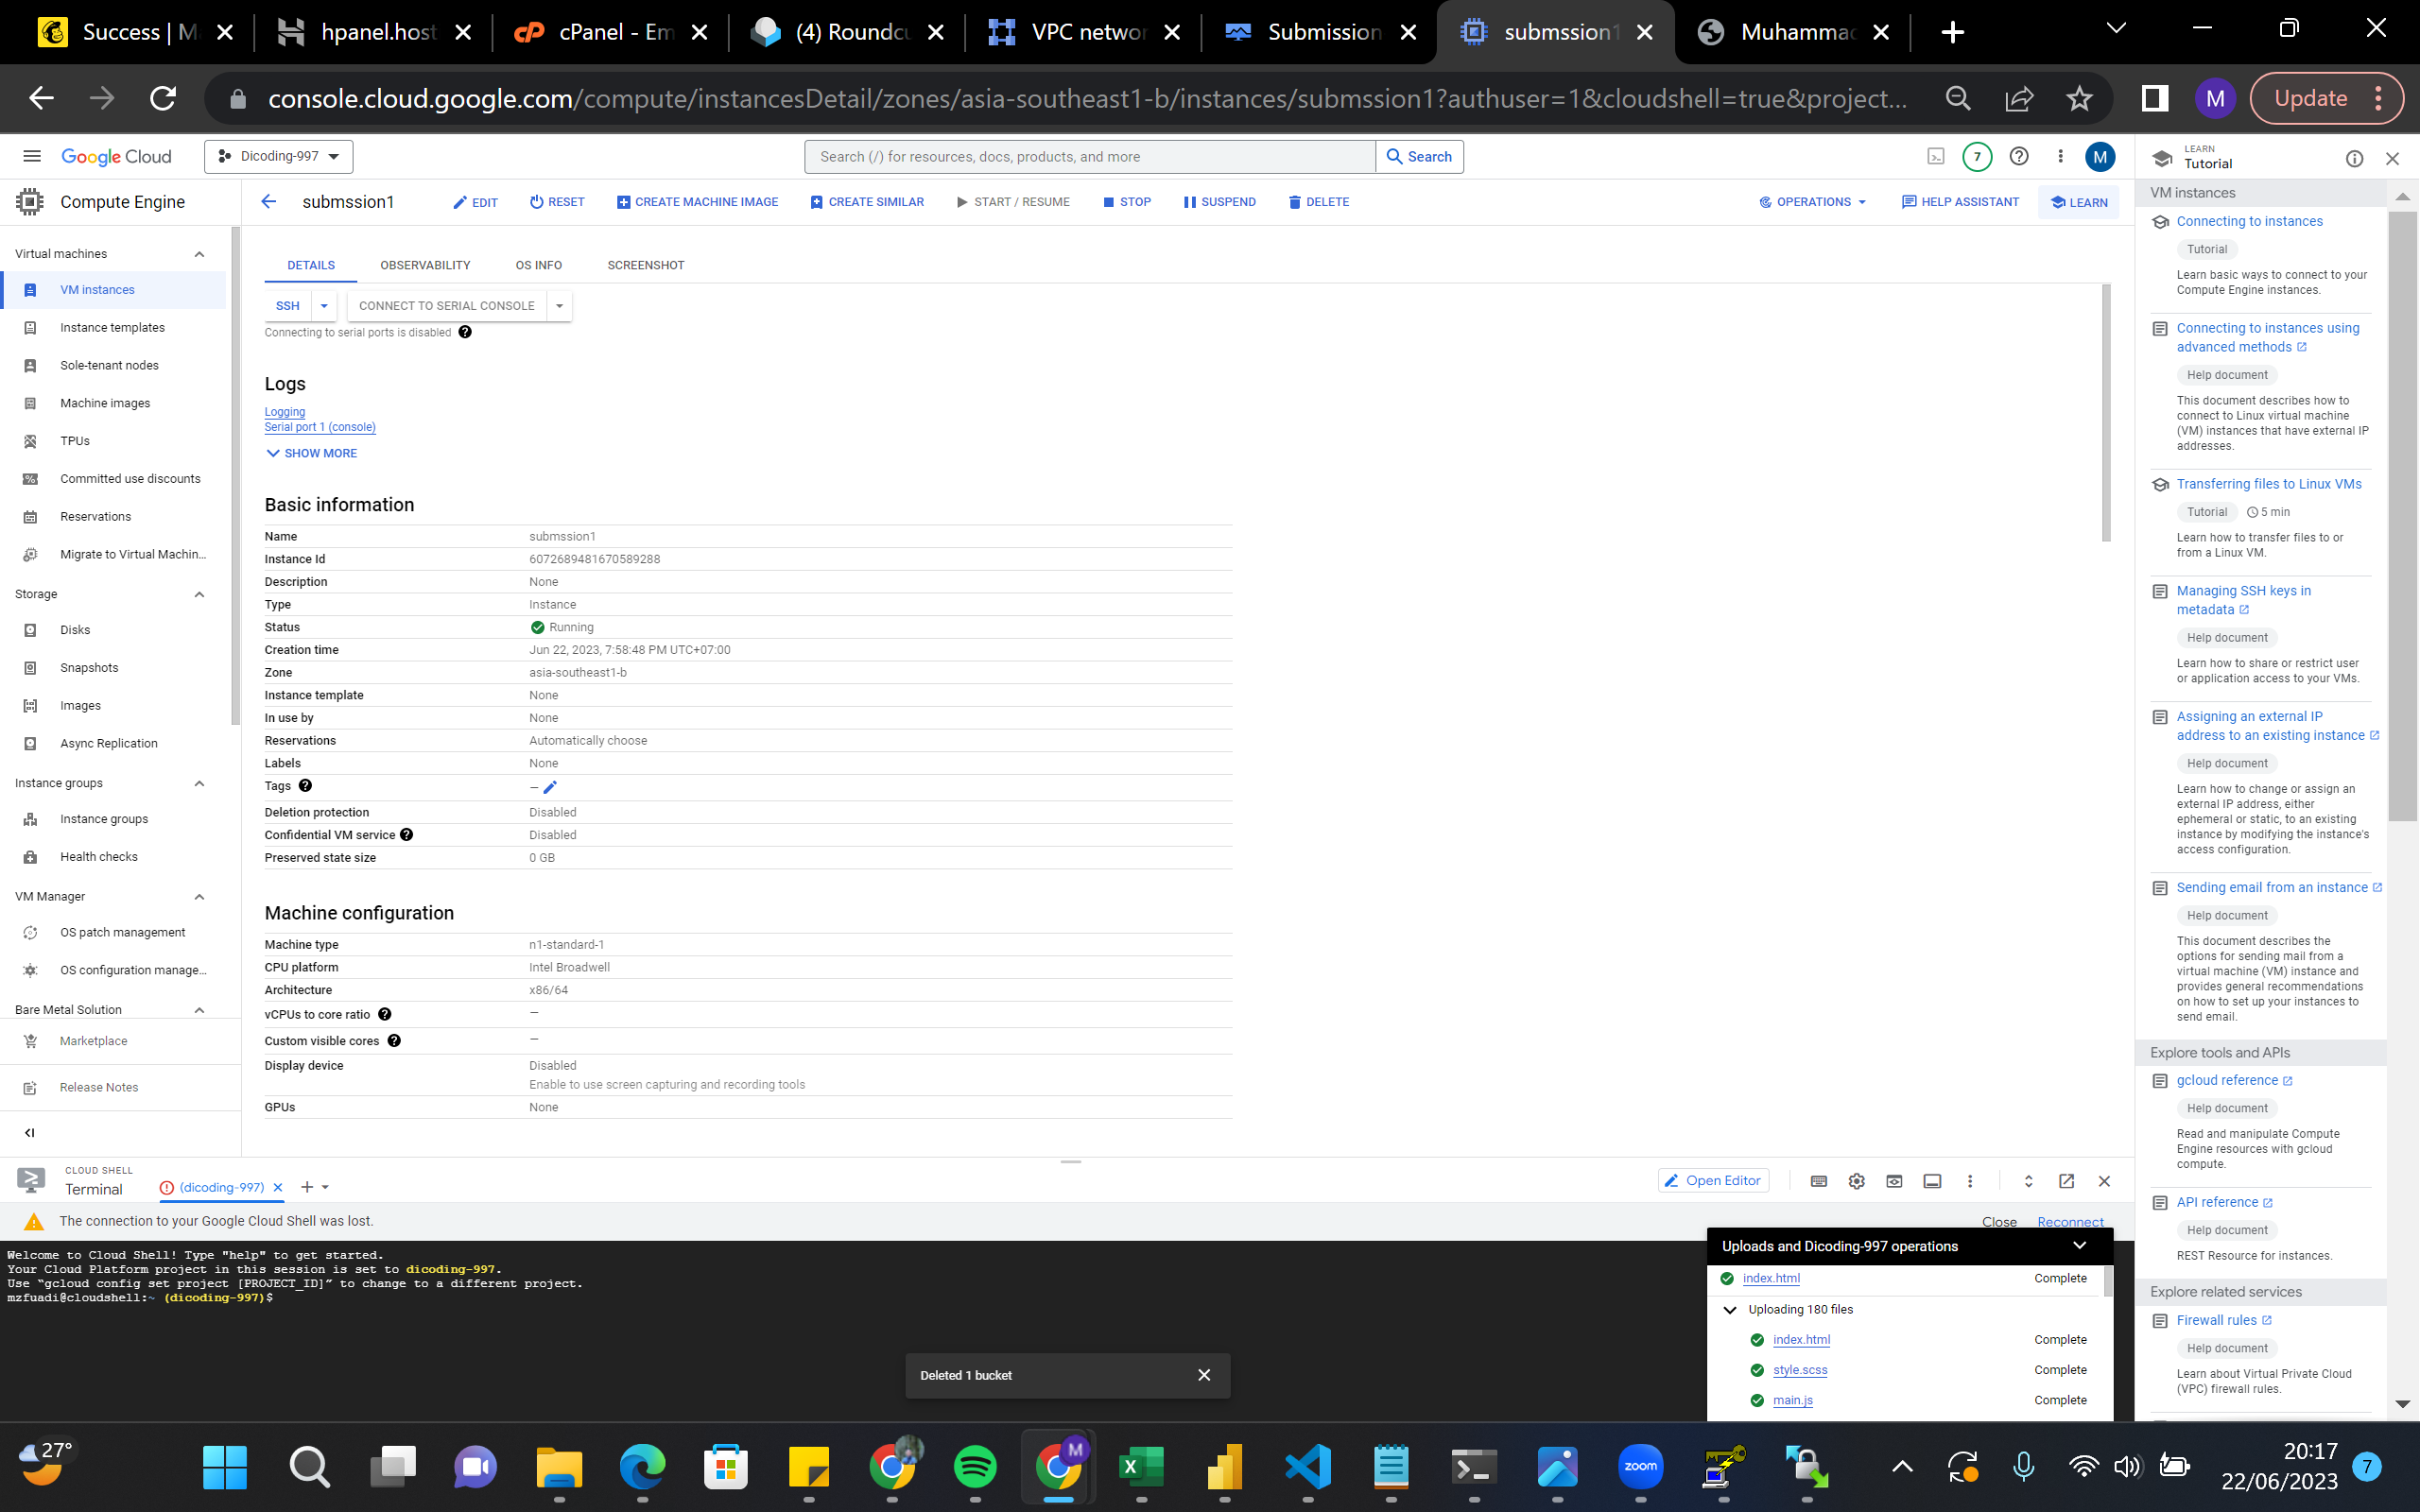 Success | M
hpanel.host
cPanel - Em
(4) Roundcu
VPC networ
Submission
submssion1
Muhammad
console.cloud.google.com/compute/instancesDetail/zones/asia-southeast1-b/instances/submssion1?authuser=1&cloudshell=true&project...
M
Update
Google Cloud
Dicoding-997
Search (/) for resources, docs, products, and more
Search
7
M
LEARN
Tutorial
Compute Engine
submssion1
EDIT
RESET
CREATE MACHINE IMAGE
CREATE SIMILAR
START / RESUME
STOP
SUSPEND
DELETE
OPERATIONS
HELP ASSISTANT
LEARN
Virtual machines
VM instances
Instance templates
Sole-tenant nodes
Machine images
TPUs
Committed use discounts
Reservations
Migrate to Virtual Machin...
Storage
Disks
Snapshots
Images
Async Replication
Instance groups
Instance groups
Health checks
VM Manager
OS patch management
OS configuration manage...
Bare Metal Solution
Marketplace
Release Notes
DETAILS OBSERVABILITY OS INFO SCREENSHOT
SSH CONNECT TO SERIAL CONSOLE
Connecting to serial ports is disabled
Logs
Logging
Serial port 1 (console)
SHOW MORE
Basic information
Name submssion1
Instance Id 6072689481670589288
Description None
Type Instance
Status Running
Creation time Jun 22, 2023, 7:58:48 PM UTC+07:00
Zone asia-southeast1-b
Instance template None
In use by None
Reservations Automatically choose
Labels None
Tags —
Deletion protection Disabled
Confidential VM service Disabled
Preserved state size 0 GB
Machine configuration
Machine type n1-standard-1
CPU platform Intel Broadwell
Architecture x86/64
vCPUs to core ratio —
Custom visible cores —
Display device Disabled
Enable to use screen capturing and recording tools
GPUs None
VM instances
Connecting to instances
Tutorial
Learn basic ways to connect to your
Compute Engine instances.
Connecting to instances using
advanced methods
Help document
This document describes how to
connect to Linux virtual machine
(VM) instances that have external IP
addresses.
Transferring files to Linux VMs
Tutorial 5 min
Learn how to transfer files to or
from a Linux VM.
Managing SSH keys in
metadata
Help document
Learn how to share or restrict user
or application access to your VMs.
Assigning an external IP
address to an existing instance
Help document
Learn how to change or assign an
external IP address, either
ephemeral or static, to an existing
instance by modifying the instance's
access configuration.
Sending email from an instance
Help document
This document describes the
options for sending mail from a
virtual machine (VM) instance and
provides general recommendations
on how to set up your instances to
send email.
Explore tools and APIs
gcloud reference
Help document
Read and manipulate Compute
Engine resources with gcloud
compute.
API reference
Help document
REST Resource for instances.
Explore related services
Firewall rules
Help document
Learn about Virtual Private Cloud
(VPC) firewall rules.
CLOUD SHELL
Terminal
(dicoding-997)
Open Editor
The connection to your Google Cloud Shell was lost.
Close Reconnect
Welcome to Cloud Shell! Type "help" to get started.
Your Cloud Platform project in this session is set to dicoding-997.
Use “gcloud config set project [PROJECT_ID]” to change to a different project.
mzfuadi@cloudshell:~ (dicoding-997)$
Uploads and Dicoding-997 operations
index.html Complete
Uploading 180 files
index.html Complete
style.scss Complete
main.js Complete
Deleted 1 bucket
27°
M
zoom
20:17
22/06/2023
7